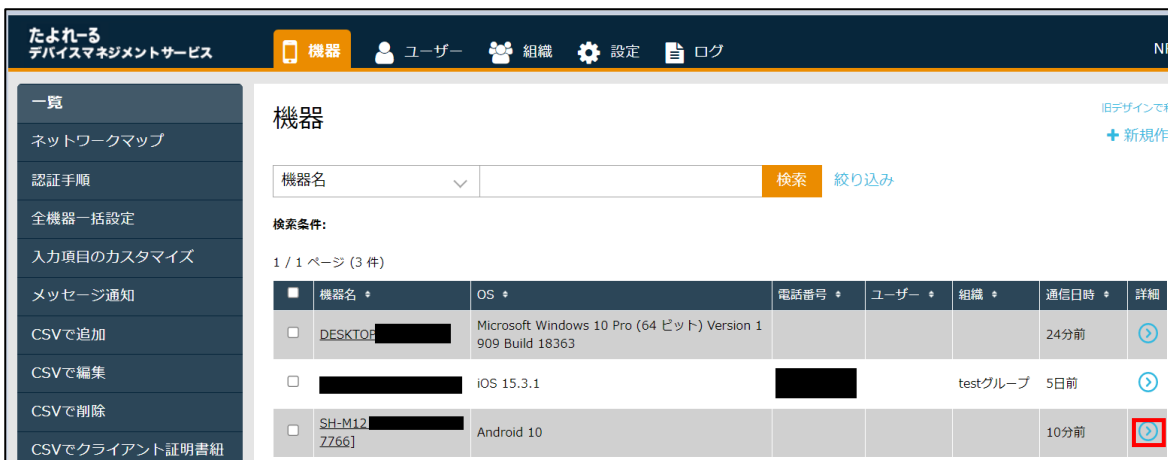 たよれーる
デバイスマネジメントサービス
機器
ユーザー
組織
設定
ログ
一覧
ネットワークマップ
認証手順
全機器一括設定
入力項目のカスタマイズ
メッセージ通知
CSVで追加
CSVで編集
CSVで削除
CSVでクライアント証明書紐
機器
旧デザインで
+ 新規作
機器名
検索
絞り込み
検索条件:
1 / 1 ページ (3 件)
機器名 OS 電話番号 ユーザー 組織 通信日時 詳細
DESKTOP Microsoft Windows 10 Pro (64 ビット) Version 1
909 Build 18363
24分前
iOS 15.3.1 testグループ 5日前
SH-M12
7766]
Android 10 10分前